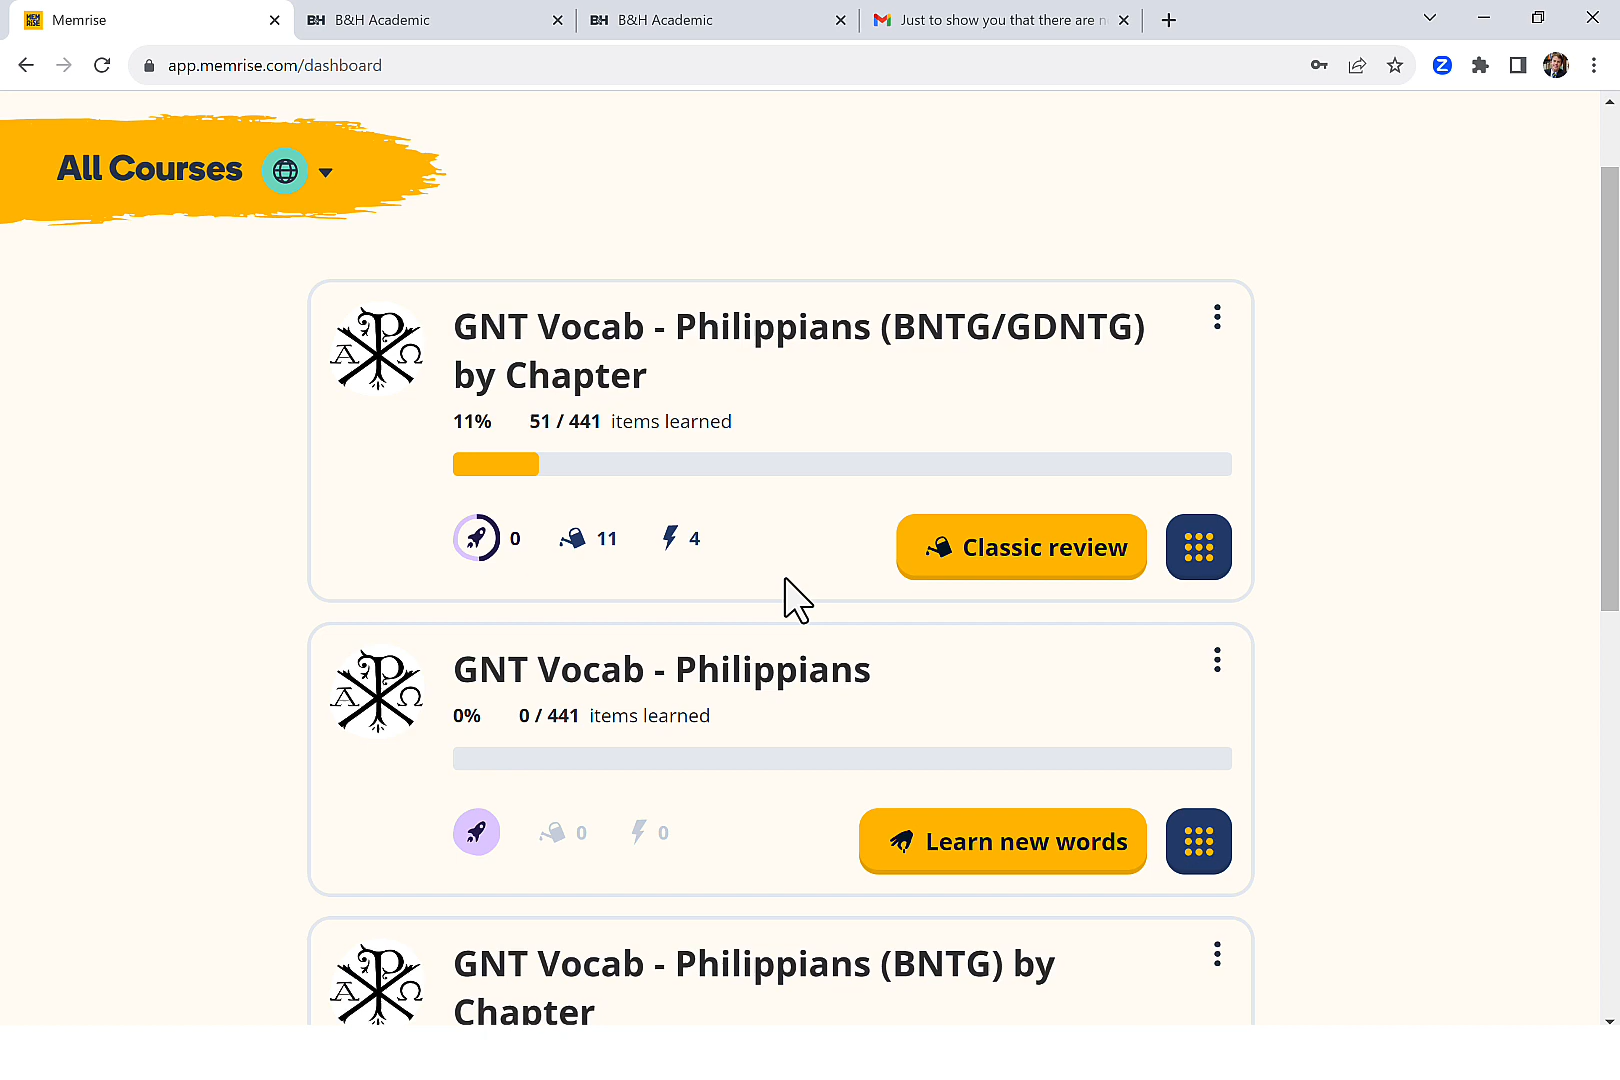 Memrise
B&H Academic
B&H Academic
Just to show you that there are n
app.memrise.com/dashboard
All Courses
GNT Vocab - Philippians (BNTG/GDNTG)
by Chapter
11% 51 / 441 items learned
0 11 4
Classic review
GNT Vocab - Philippians
0% 0 / 441 items learned
0 0
Learn new words
GNT Vocab - Philippians (BNTG) by
Chapter